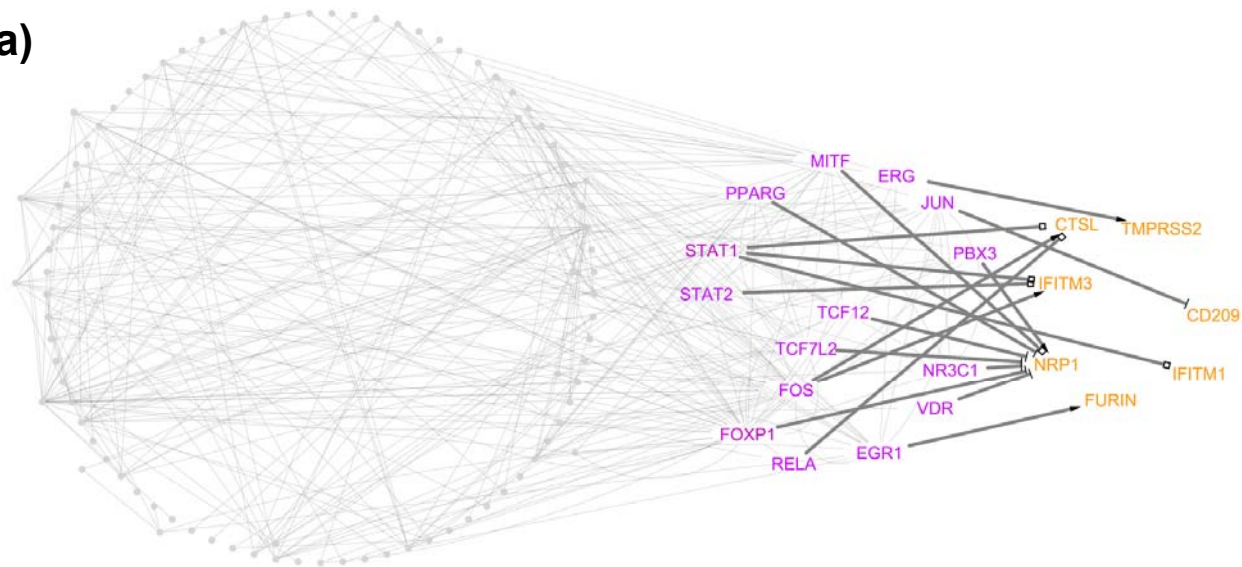 a)
MITF
ERG
PPARG
JUN
CTSL
TMPRSS2
STAT1
PBX3
IFITM3
STAT2
TCF12
CD209
TCF7L2
NR3C1
NRP1
IFITM1
FOS
VDR
FURIN
FOXP1
RELA
EGR1